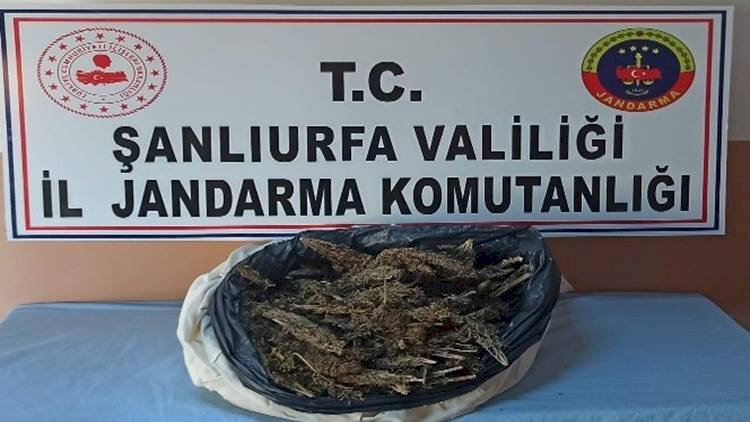 T.C.
ŞANLIURFA VALİLİĞİ
İL JANDARMA KOMUTANLIĞI
JANDARMA